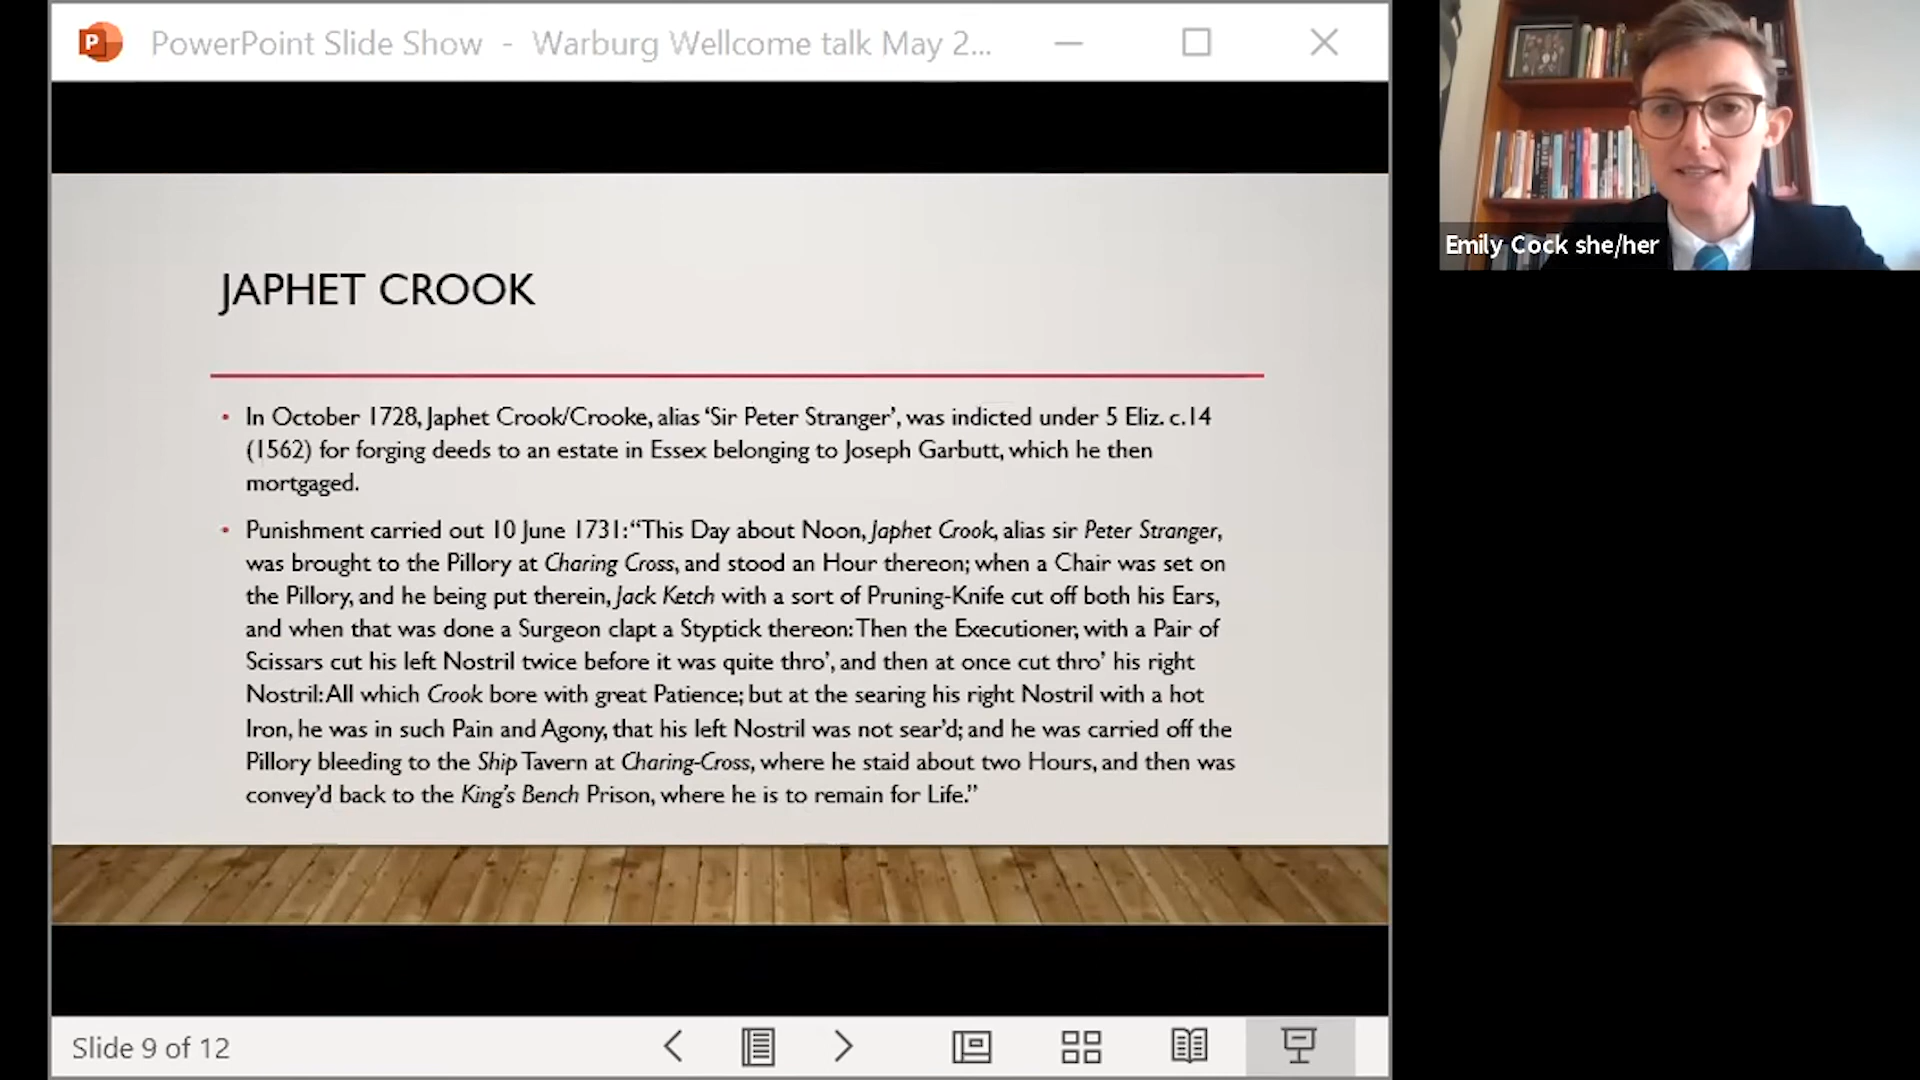 PowerPoint Slide Show - Warburg Wellcome talk May 2...
JAPHET CROOK
• In October 1728, Japhet Crook/Crooke, alias ‘Sir Peter Stranger’, was indicted under 5 Eliz. c.14
(1562) for forging deeds to an estate in Essex belonging to Joseph Garbutt, which he then
mortgaged.
• Punishment carried out 10 June 1731: “This Day about Noon, Japhet Crook, alias sir Peter Stranger,
was brought to the Pillory at Charing Cross, and stood an Hour thereon; when a Chair was set on
the Pillory, and he being put therein, Jack Ketch with a sort of Pruning-Knife cut off both his Ears,
and when that was done a Surgeon clapt a Styptick thereon: Then the Executioner, with a Pair of
Scissars cut his left Nostril twice before it was quite thro’, and then at once cut thro’ his right
Nostril: All which Crook bore with great Patience; but at the searing his right Nostril with a hot
Iron, he was in such Pain and Agony, that his left Nostril was not sear’d; and he was carried off the
Pillory bleeding to the Ship Tavern at Charing-Cross, where he staid about two Hours, and then was
convey’d back to the King’s Bench Prison, where he is to remain for Life.”
Slide 9 of 12
Emily Cock she/her